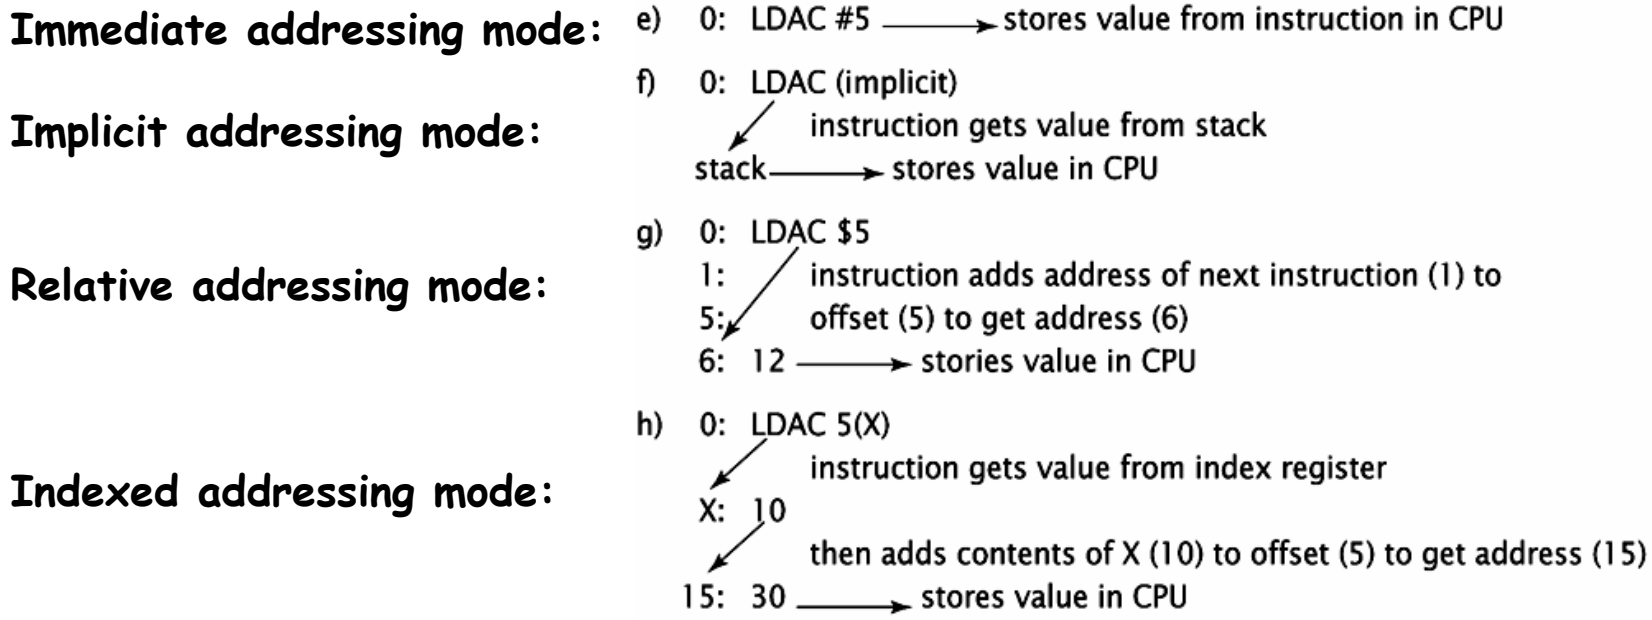 Immediate addressing mode: e) 0: LDAC #5 stores value from instruction in CPU
f) 0: LDAC (implicit)
Implicit addressing mode: instruction gets value from stack
stack stores value in CPU
g) 0: LDAC $5
Relative addressing mode: 1: instruction adds address of next instruction (1) to
5: offset (5) to get address (6)
6: 12 stories value in CPU
h) 0: LDAC 5(X)
instruction gets value from index register
Indexed addressing mode: X: 10
then adds contents of X (10) to offset (5) to get address (15)
15: 30 stores value in CPU